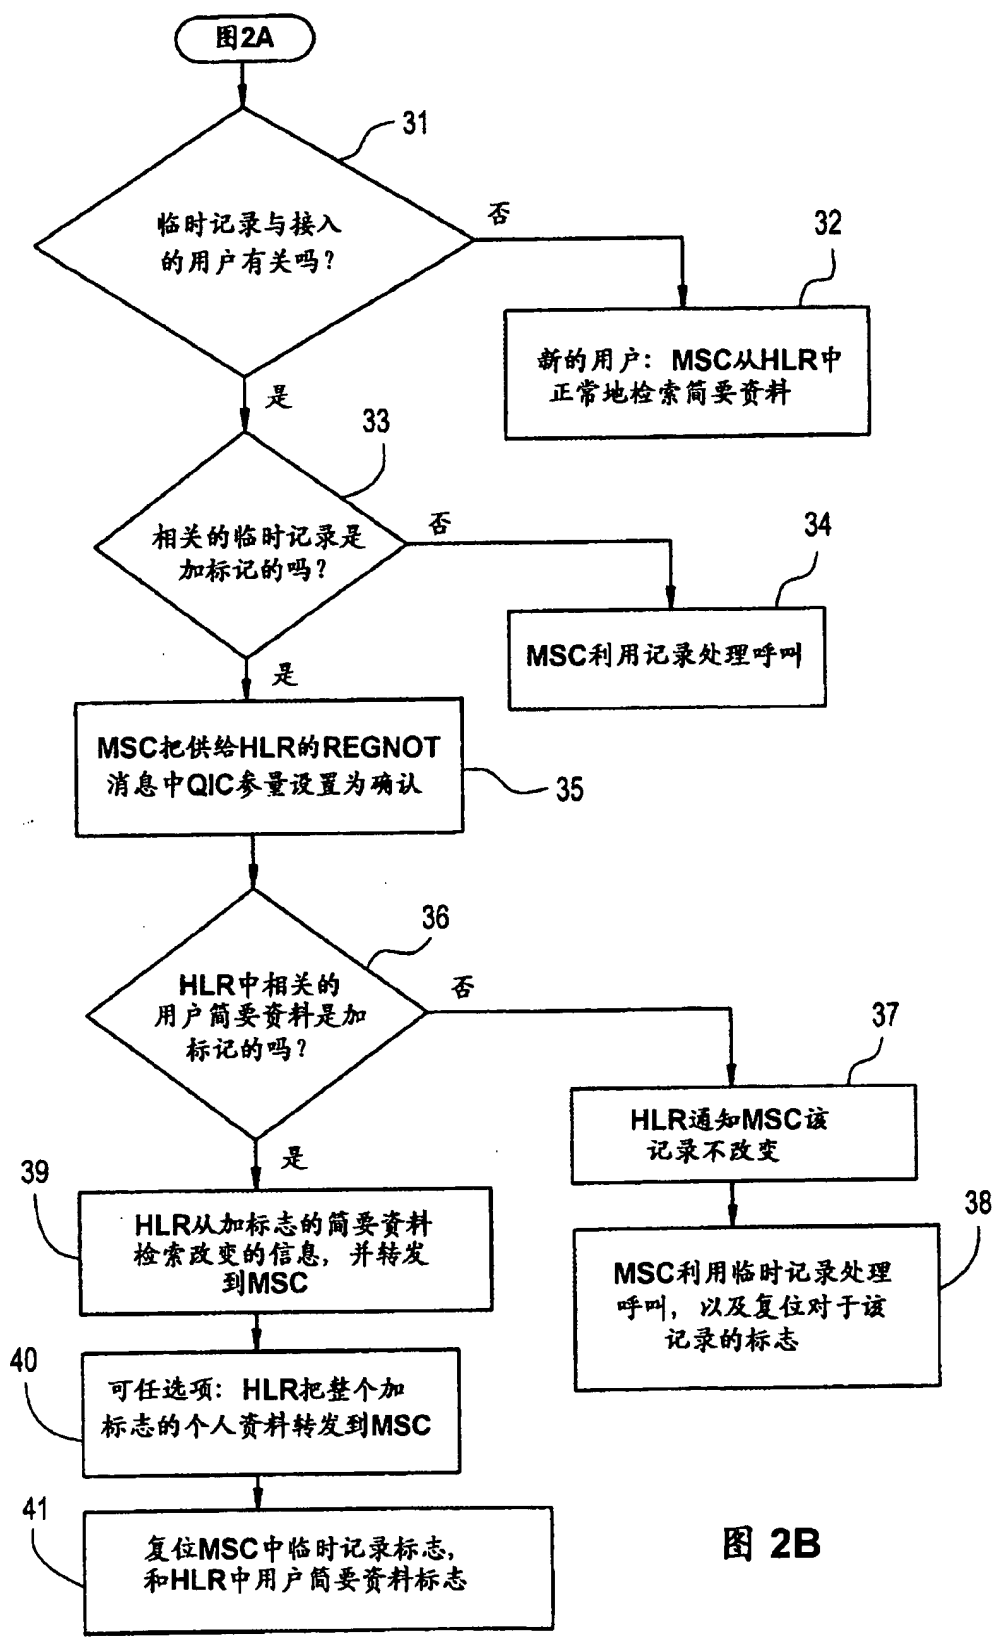 图2A
31
临时记录与接入
的用户有关吗？
否
32
新的用户：MSC从HLR中
正常地检索简要资料
是
33
相关的临时记录是
加标记的吗？
否
34
MSC利用记录处理呼叫
是
MSC把供给HLR的REGNOT
消息中QIC参量设置为确认
35
36
HLR中相关的
用户简要资料是加
标记的吗？
否
37
HLR通知MSC该
记录不改变
是
39
HLR从加标志的简要资料
检索改变的信息，并转发
到MSC
38
MSC利用临时记录处理
呼叫，以及复位对于该
记录的标志
40
可任选项：HLR把整个加
标志的个人资料转发到MSC
41
复位MSC中临时记录标志，
和HLR中用户简要资料标志
图 2B